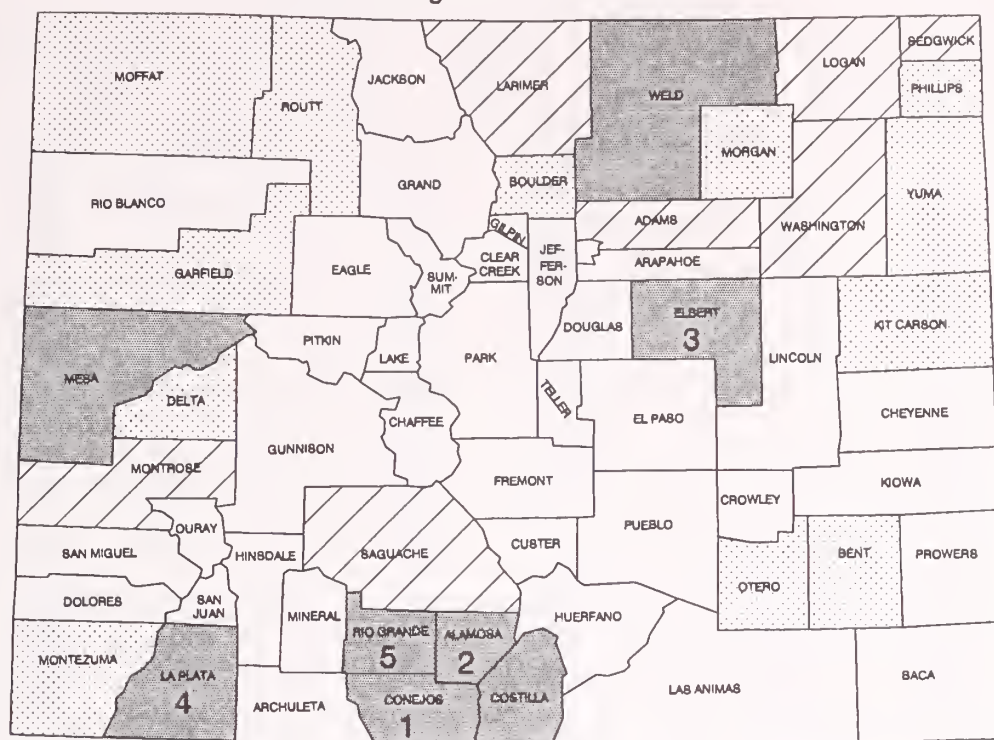 MOFFAT
ROUTT
JACKSON
LARIMER
WELD
LOGAN
SEDGWICK
PHILLIPS
RIO BLANCO
GRAND
BOULDER
MORGAN
YUMA
WASHINGTON
ADAMS
GILPIN
CLEAR
CREEK
JEF-
FER-
SON
ARAPAHOE
GARFIELD
EAGLE
SUM-
MIT
DOUGLAS
ELBERT
3
KIT CARSON
LINCOLN
PITKIN
LAKE
PARK
MESA
DELTA
TELLER
EL PASO
CHEYENNE
CHAFFEE
GUNNISON
MONTROSE
FREMONT
KIOWA
CROWLEY
OURAY
PUEBLO
SAN MIGUEL
HINSDALE
SAGUACHE
CUSTER
OTERO
BENT
PROWERS
DOLORES
SAN
JUAN
MINERAL
RIO GRANDE
5
ALAMOSA
2
HUERFANO
MONTEZUMA
LA PLATA
4
ARCHULETA
CONEJOS
1
COSTILLA
LAS ANIMAS
BACA